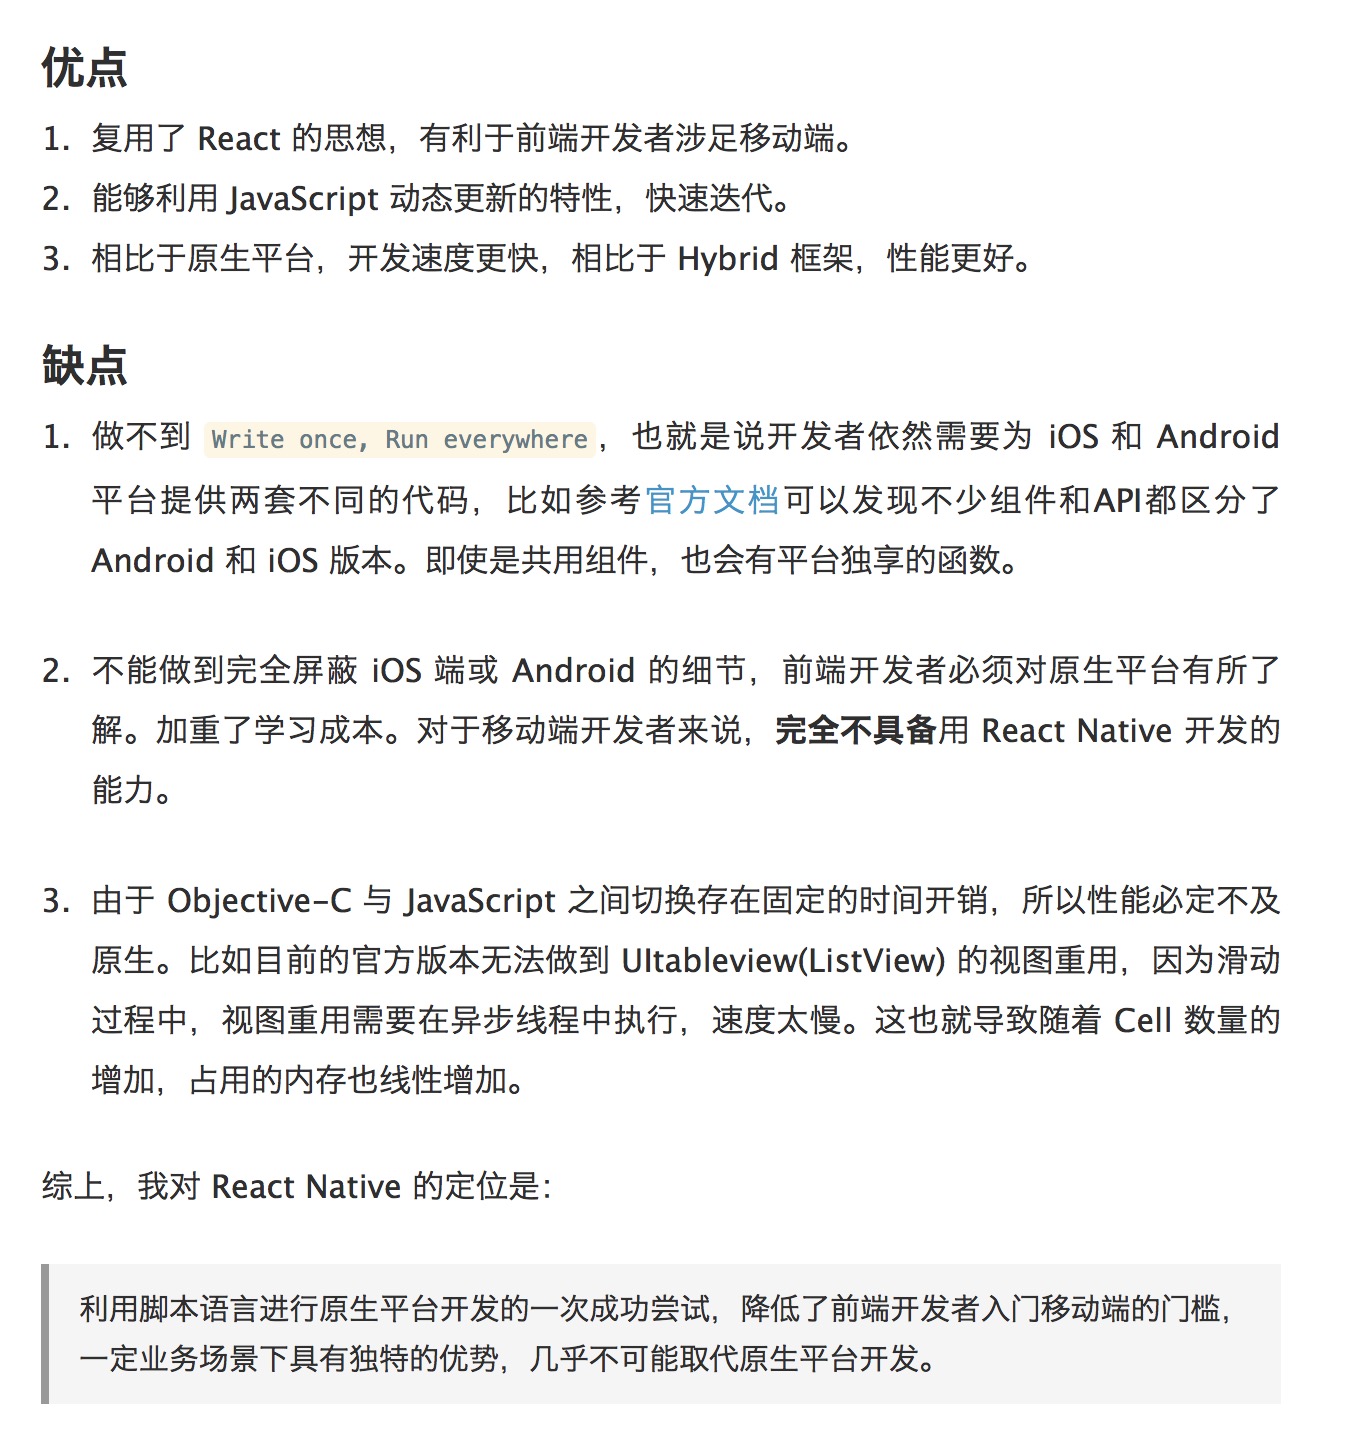 优点
1. 复用了 React 的思想，有利于前端开发者涉足移动端。
2. 能够利用 JavaScript 动态更新的特性，快速迭代。
3. 相比于原生平台，开发速度更快，相比于 Hybrid 框架，性能更好。
缺点
1. 做不到 Write once, Run everywhere，也就是说开发者依然需要为 iOS 和 Android
平台提供两套不同的代码，比如参考官方文档可以发现不少组件和API都区分了
Android 和 iOS 版本。即使是共用组件，也会有平台独享的函数。
2. 不能做到完全屏蔽 iOS 端或 Android 的细节，前端开发者必须对原生平台有所了
解。加重了学习成本。对于移动端开发者来说，完全不具备用 React Native 开发的
能力。
3. 由于 Objective-C 与 JavaScript 之间切换存在固定的时间开销，所以性能必定不及
原生。比如目前的官方版本无法做到 UItableview(ListView) 的视图重用，因为滑动
过程中，视图重用需要在异步线程中执行，速度太慢。这也就导致随着 Cell 数量的
增加，占用的内存也线性增加。
综上，我对 React Native 的定位是：
利用脚本语言进行原生平台开发的一次成功尝试，降低了前端开发者入门移动端的门槛，
一定业务场景下具有独特的优势，几乎不可能取代原生平台开发。